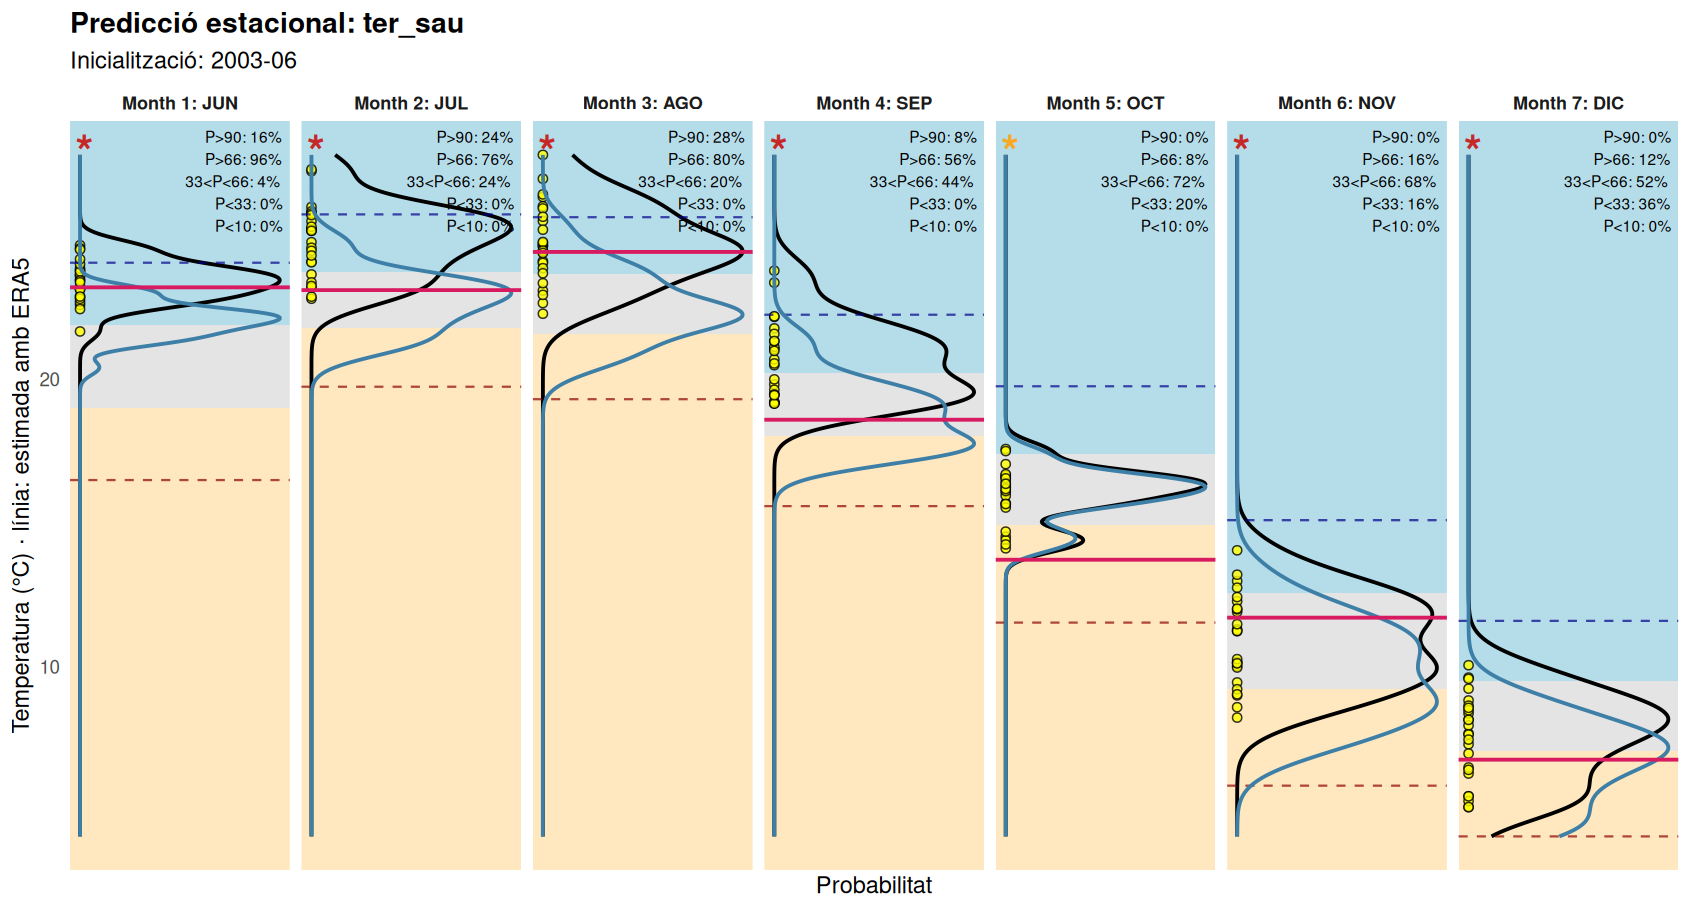 Predicció estacional: ter_sau
Inicialització: 2003-06
Month 1: JUN
Month 2: JUL
Month 3: AGO
Month 4: SEP
Month 5: OCT
Month 6: NOV
Month 7: DIC
*
P>90: 16%
P>66: 96%
33<P<66: 4%
P<33: 0%
P<10: 0%
*
P>90: 24%
P>66: 76%
33<P<66: 24%
P<33: 0%
P<10: 0%
*
P>90: 28%
P>66: 80%
33<P<66: 20%
P<33: 0%
P<10: 0%
*
P>90: 8%
P>66: 56%
33<P<66: 44%
P<33: 0%
P<10: 0%
*
P>90: 0%
P>66: 8%
33<P<66: 72%
P<33: 20%
P<10: 0%
*
P>90: 0%
P>66: 16%
33<P<66: 68%
P<33: 16%
P<10: 0%
*
P>90: 0%
P>66: 12%
33<P<66: 52%
P<33: 36%
P<10: 0%
Temperatura (°C) · línia: estimada amb ERA5
20
10
Probabilitat